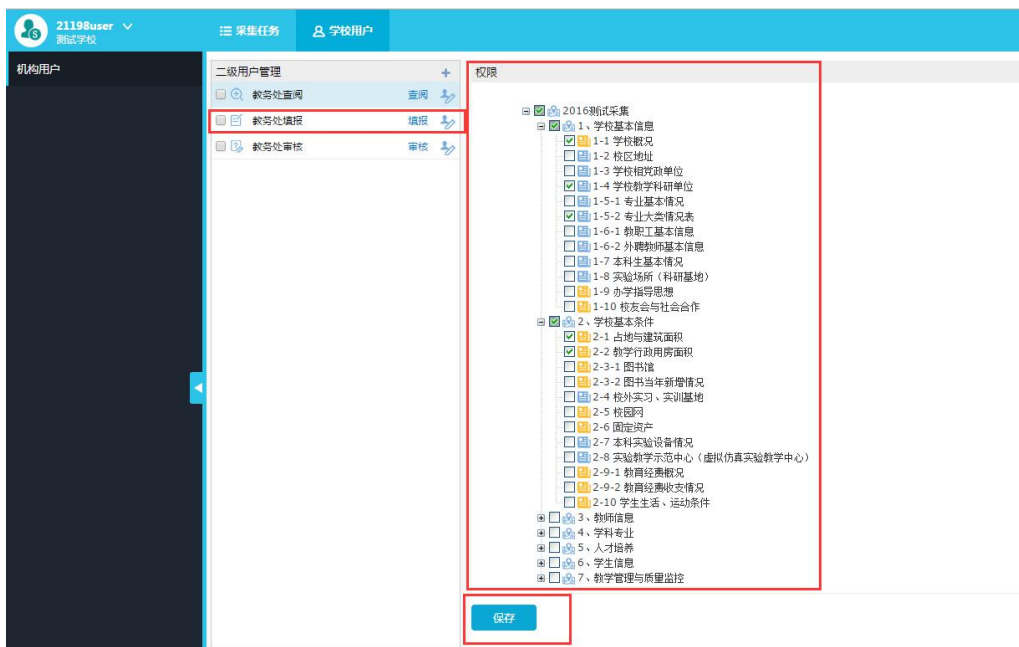 21198user
测试学校
采集任务
学校用户
机构用户
二级用户管理 +
教务处查阅 查阅
教务处填报 填报
教务处审核 审核
权限
2016测试采集
1、学校基本信息
1-1 学校概况
1-2 校区地址
1-3 学校相党政单位
1-4 学校教学科研单位
1-5-1 专业基本情况
1-5-2 专业大类情况表
1-6-1 教职工基本信息
1-6-2 外聘教师基本信息
1-7 本科生基本情况
1-8 实验场所（科研基地）
1-9 办学指导思想
1-10 校友会与社会合作
2、学校基本条件
2-1 占地与建筑面积
2-2 教学行政用房面积
2-3-1 图书馆
2-3-2 图书当年新增情况
2-4 校外实习、实训基地
2-5 校园网
2-6 固定资产
2-7 本科实验设备情况
2-8 实验教学示范中心（虚拟仿真实验教学中心）
2-9-1 教育经费概况
2-9-2 教育经费收支情况
2-10 学生生活、运动条件
3、教师信息
4、学科专业
5、人才培养
6、学生信息
7、教学管理与质量监控
保存